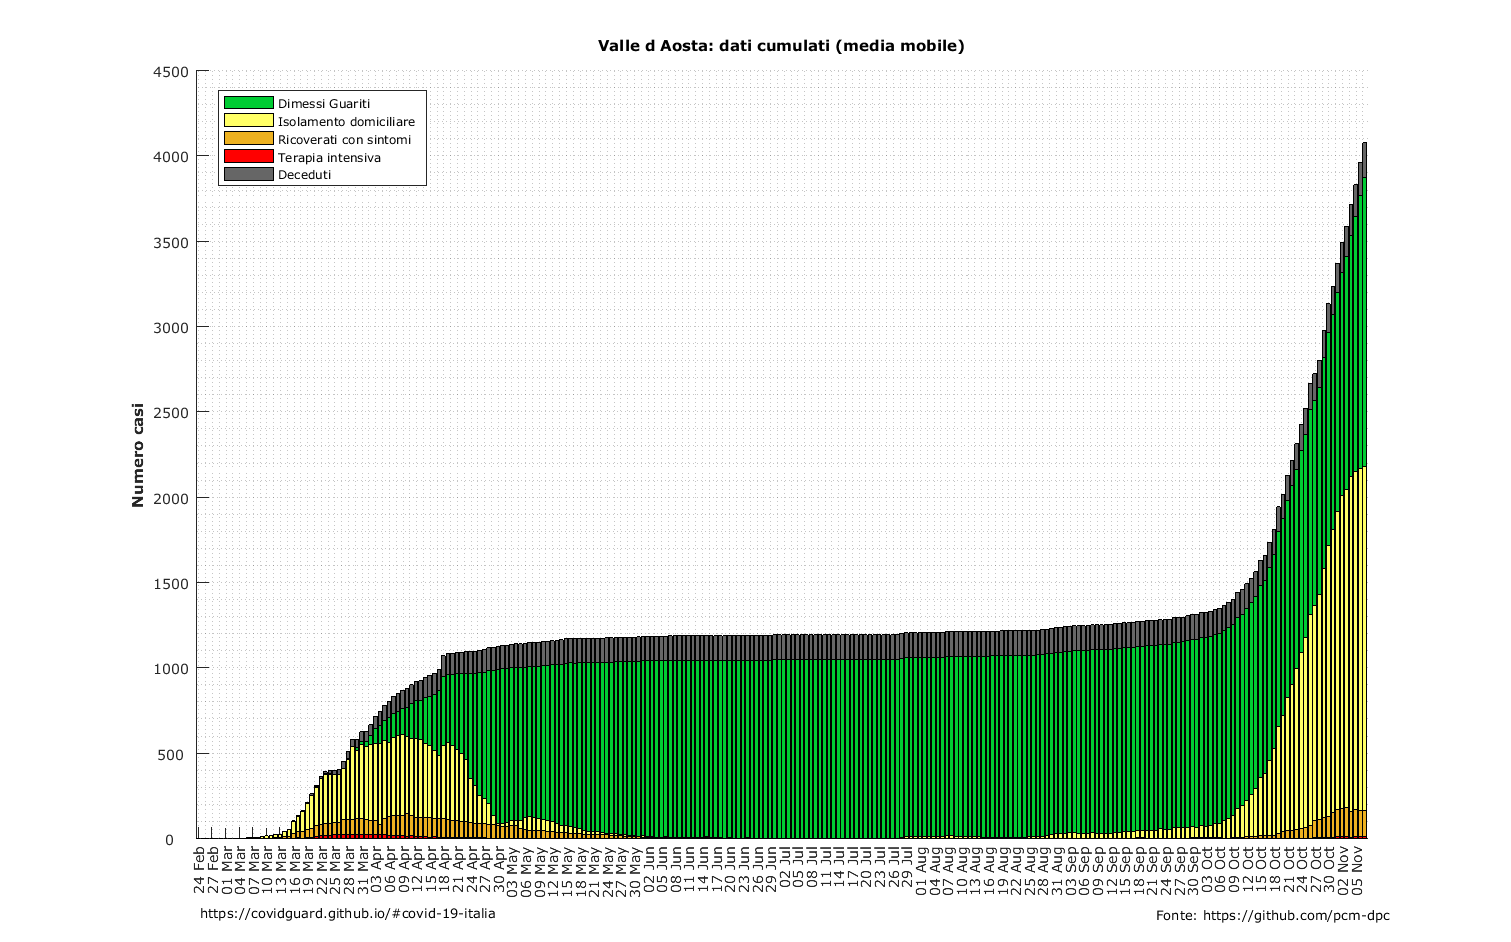 Valle d Aosta: dati cumulati (media mobile)
4500
4000
3500
3000
2500
2000
1500
1000
500
0
Numero casi
Dimessi Guariti
Isolamento domiciliare
Ricoverati con sintomi
Terapia intensiva
Deceduti
24 Feb
27 Feb
01 Mar
04 Mar
07 Mar
10 Mar
13 Mar
16 Mar
19 Mar
22 Mar
25 Mar
28 Mar
31 Mar
03 Apr
06 Apr
09 Apr
12 Apr
15 Apr
18 Apr
21 Apr
24 Apr
27 Apr
30 Apr
03 May
06 May
09 May
12 May
15 May
18 May
21 May
24 May
27 May
30 May
02 Jun
05 Jun
08 Jun
11 Jun
14 Jun
17 Jun
20 Jun
23 Jun
26 Jun
29 Jun
02 Jul
05 Jul
08 Jul
11 Jul
14 Jul
17 Jul
20 Jul
23 Jul
26 Jul
29 Jul
01 Aug
04 Aug
07 Aug
10 Aug
13 Aug
16 Aug
19 Aug
22 Aug
25 Aug
28 Aug
31 Aug
03 Sep
06 Sep
09 Sep
12 Sep
15 Sep
18 Sep
21 Sep
24 Sep
27 Sep
30 Sep
03 Oct
06 Oct
09 Oct
12 Oct
15 Oct
18 Oct
21 Oct
24 Oct
27 Oct
30 Oct
02 Nov
05 Nov
https://covidguard.github.io/#covid-19-italia
Fonte: https://github.com/pcm-dpc